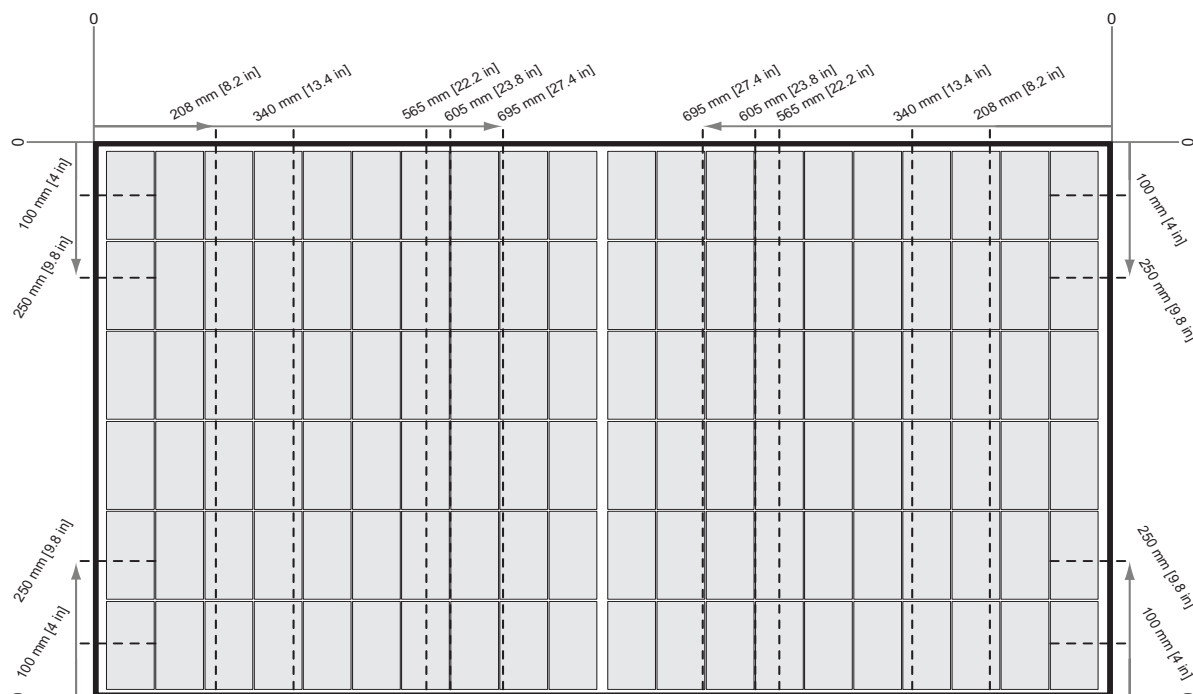 0
0
208 mm [8.2 in]
340 mm [13.4 in]
565 mm [22.2 in]
605 mm [23.8 in]
695 mm [27.4 in]
695 mm [27.4 in]
605 mm [23.8 in]
565 mm [22.2 in]
340 mm [13.4 in]
208 mm [8.2 in]
0
0
100 mm [4 in]
100 mm [4 in]
250 mm [9.8 in]
250 mm [9.8 in]
250 mm [9.8 in]
250 mm [9.8 in]
100 mm [4 in]
100 mm [4 in]
0
0